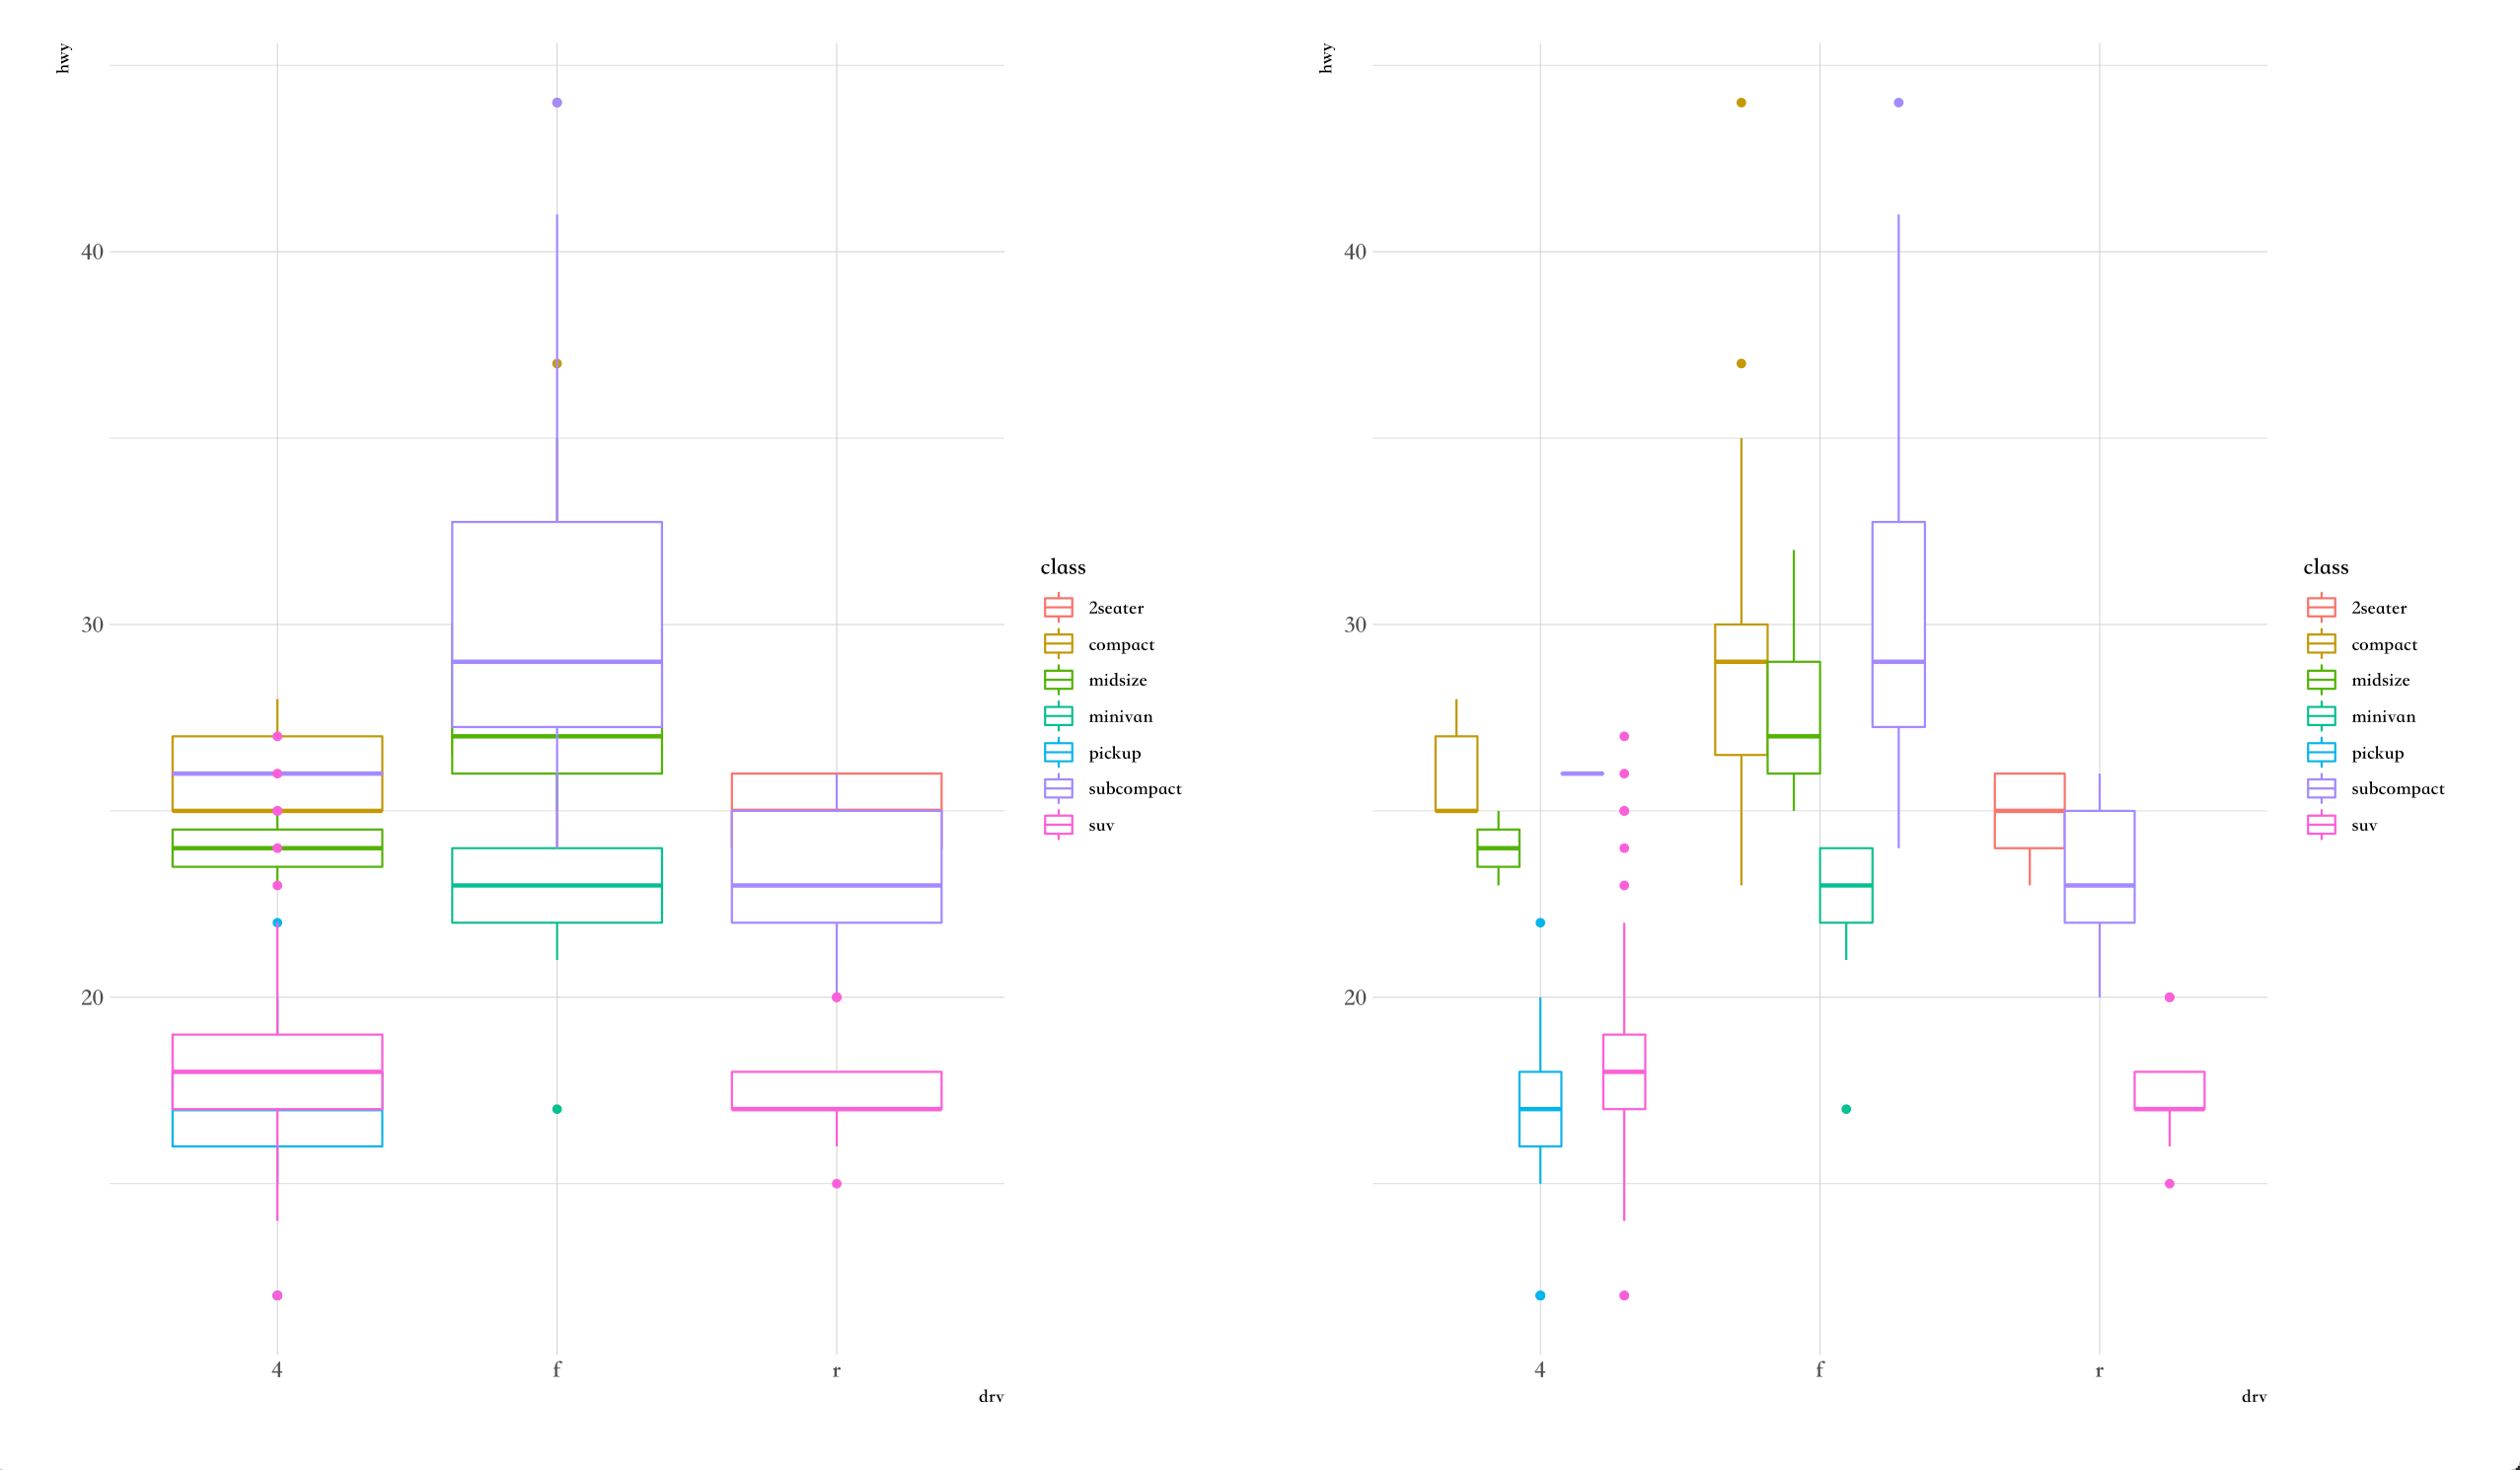 hwy
40
30
20
4 f r
drv
class
2seater
compact
midsize
minivan
pickup
subcompact
suv
hwy
40
30
20
4 f r
drv
class
2seater
compact
midsize
minivan
pickup
subcompact
suv